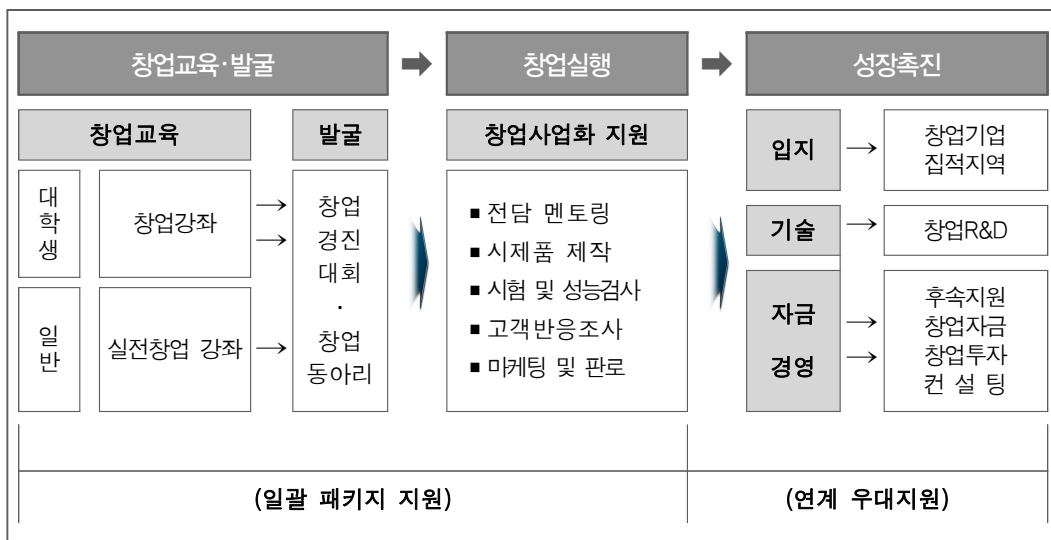 창업교육·발굴
창업실행
성장촉진
창업교육
발굴
창업사업화 지원
대
학
생
창업강좌
일
반
실전창업 강좌
창업
경진
대회
·
창업
동아리
■ 전담 멘토링
■ 시제품 제작
■ 시험 및 성능검사
■ 고객반응조사
■ 마케팅 및 판로
입지
창업기업
집적지역
기술
창업R&D
자금
경영
후속지원
창업자금
창업투자
컨 설 팅
(일괄 패키지 지원)
(연계 우대지원)